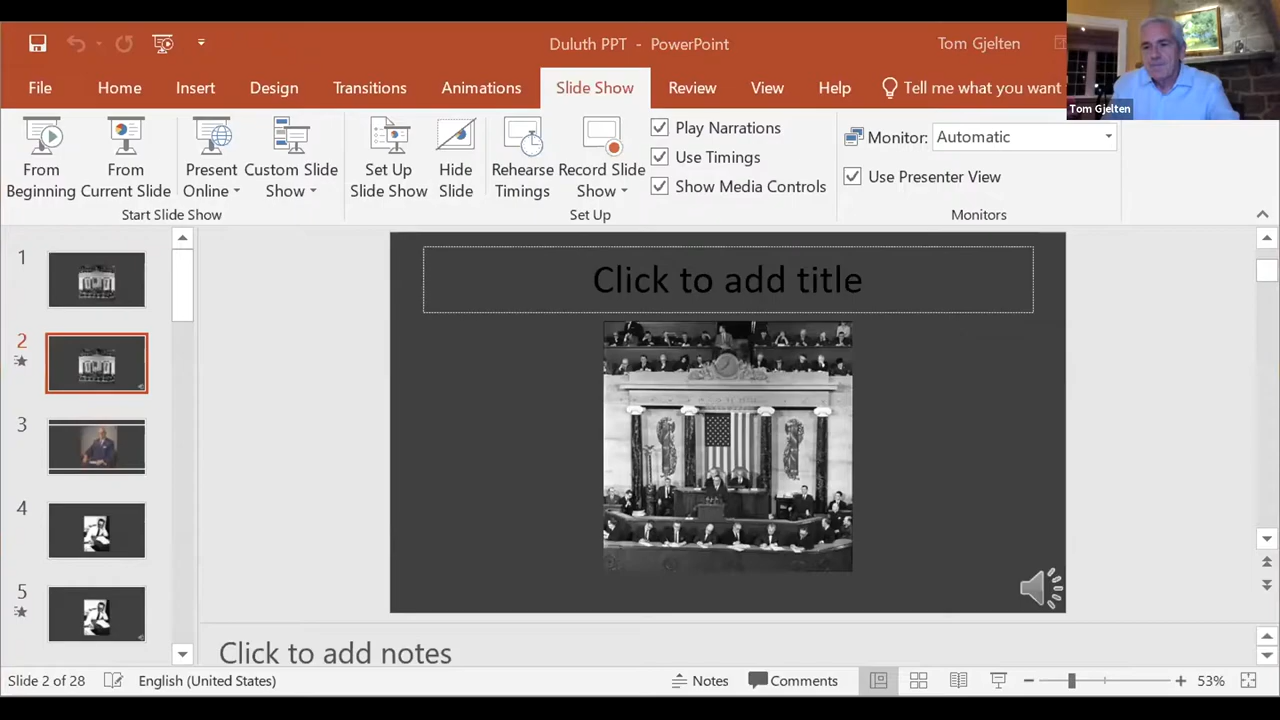 Duluth PPT - PowerPoint
Tom Gjelten
File Home Insert Design Transitions Animations Slide Show Review View Help Tell me what you want
Tom Gjelten
From Beginning
From Current Slide
Present Online
Custom Slide Show
Start Slide Show
Set Up Slide Show
Hide Slide
Rehearse Timings
Record Slide Show
Play Narrations
Use Timings
Show Media Controls
Set Up
Monitor: Automatic
Use Presenter View
Monitors
1
2
3
4
5
Click to add title
Click to add notes
Slide 2 of 28 English (United States) Notes Comments 53%